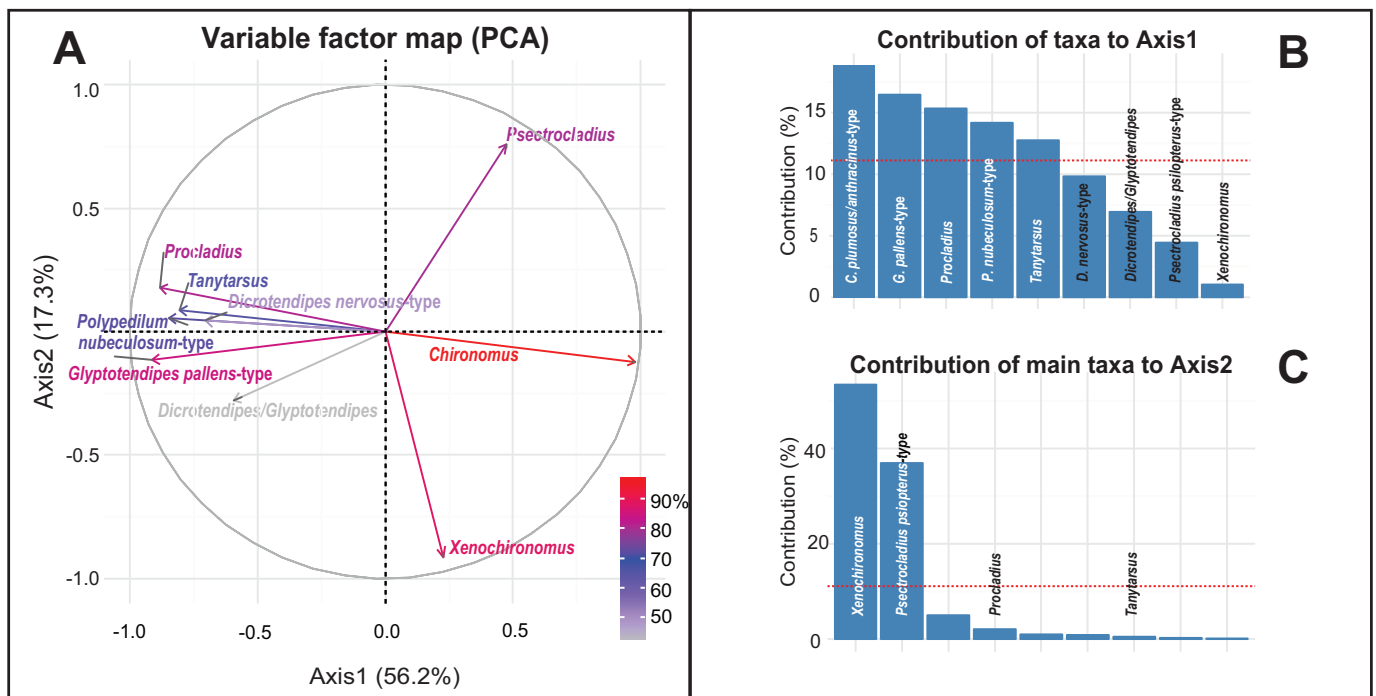 A
Variable factor map (PCA)
1.0
0.5
0.0
-0.5
-1.0
Axis2 (17.3%)
Psectrocladius
Procladius
Tanytarsus
Dicrotendipes nervosus-type
Polypedilum
nubeculosum-type
Glyptotendipes pallens-type
Dicrotendipes/Glyptotendipes
Chironomus
Xenochironomus
90%
80
70
60
50
-1.0
-0.5
0.0
0.5
Axis1 (56.2%)
B
Contribution of taxa to Axis1
Contribution (%)
15
10
5
0
C. plumosus/anthracinus-type
G. pallens-type
Procladius
P. nubeculosum-type
Tanytarsus
D. nervosus-type
Dicrotendipes/Glyptotendipes
Psectrocladius psilopterus-type
Xenochironomus
C
Contribution of main taxa to Axis2
Contribution (%)
40
20
0
Xenochironomus
Psectrocladius psiopterus-type
Procladius
Tanytarsus